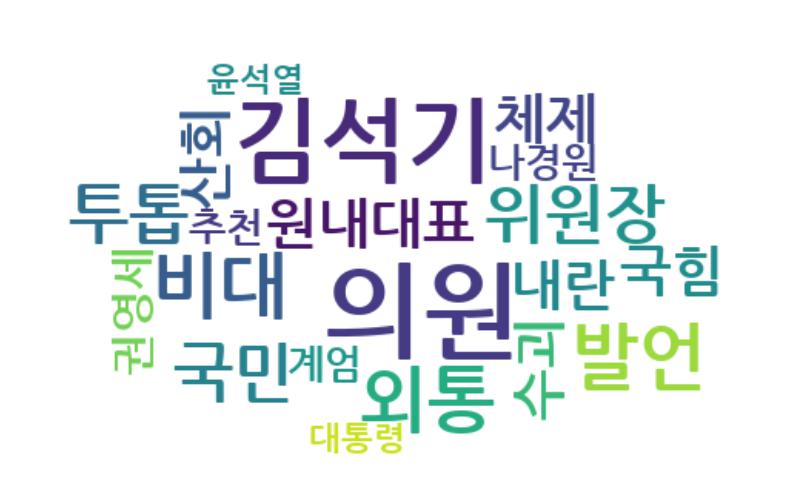 윤석열
산회
김석기
체제
나경원
투톱
추천
원내대표
위원장
권영세
비대
의원
내란
국힘
국민
계엄
외통
수괴
발언
대통령